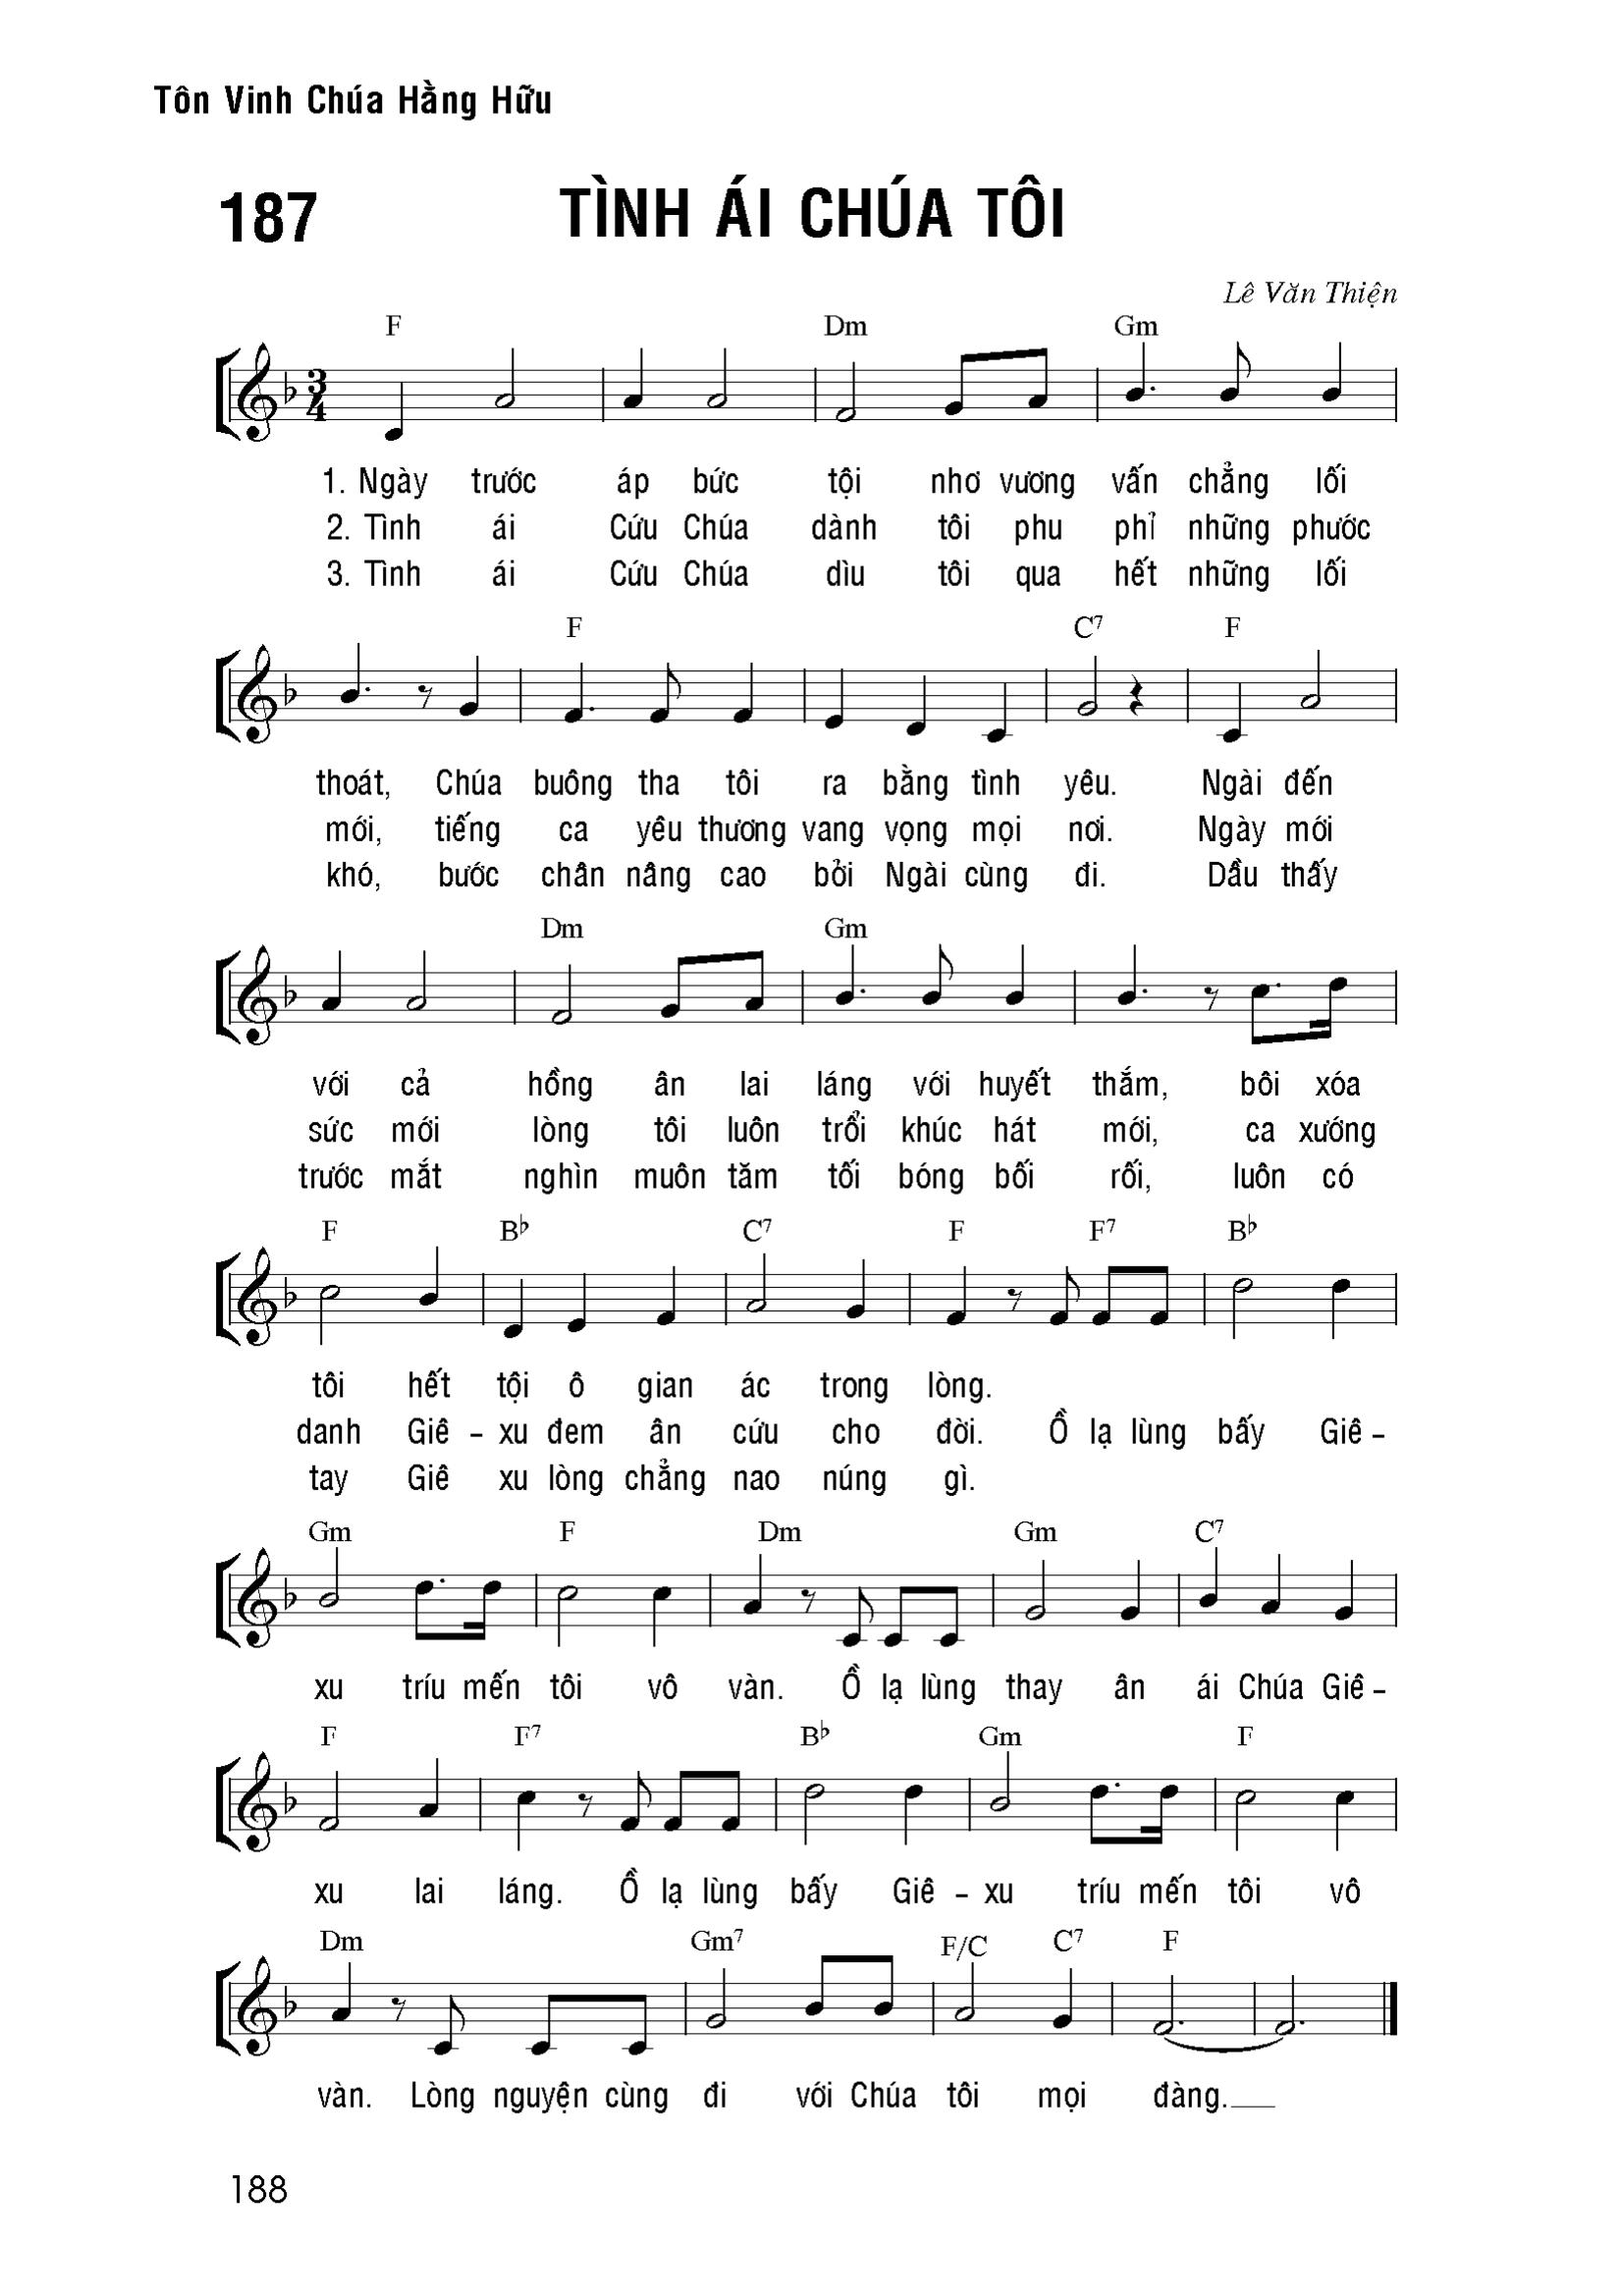 Tôn Vinh Chúa Hằng Hữu
187 TÌNH ÁI CHÚA TÔI
Lê Văn Thiện
F Dm Gm
3
4
1. Ngày trước áp bức tội nhơ vương vấn chẳng lối
2. Tình ái Cứu Chúa dành tôi phu phỉ những phước
3. Tình ái Cứu Chúa dìu tôi qua hết những lối
F C7 F
thoát, Chúa buông tha tôi ra bằng tình yêu. Ngài đến
mới, tiếng ca yêu thương vang vọng mọi nơi. Ngày mới
khó, bước chân nâng cao bởi Ngài cùng đi. Dầu thấy
Dm Gm
với cả hồng ân lai láng với huyết thắm, bôi xóa
sức mới lòng tôi luôn trổi khúc hát mới, ca xướng
trước mắt nghìn muôn tăm tối bóng bối rối, luôn có
F B♭ C7 F F7 B♭
tôi hết tội ô gian ác trong lòng.
danh Giê – xu đem ân cứu cho đời. Ồ lạ lùng bấy Giê –
tay Giê xu lòng chẳng nao núng gì.
Gm F Dm Gm C7
xu tríu mến tôi vô vàn. Ồ lạ lùng thay ân ái Chúa Giê –
F F7 B♭ Gm F
xu lai láng. Ồ lạ lùng bấy Giê – xu tríu mến tôi vô
Dm Gm7 F/C C7 F
vàn. Lòng nguyện cùng đi với Chúa tôi mọi đàng.
188